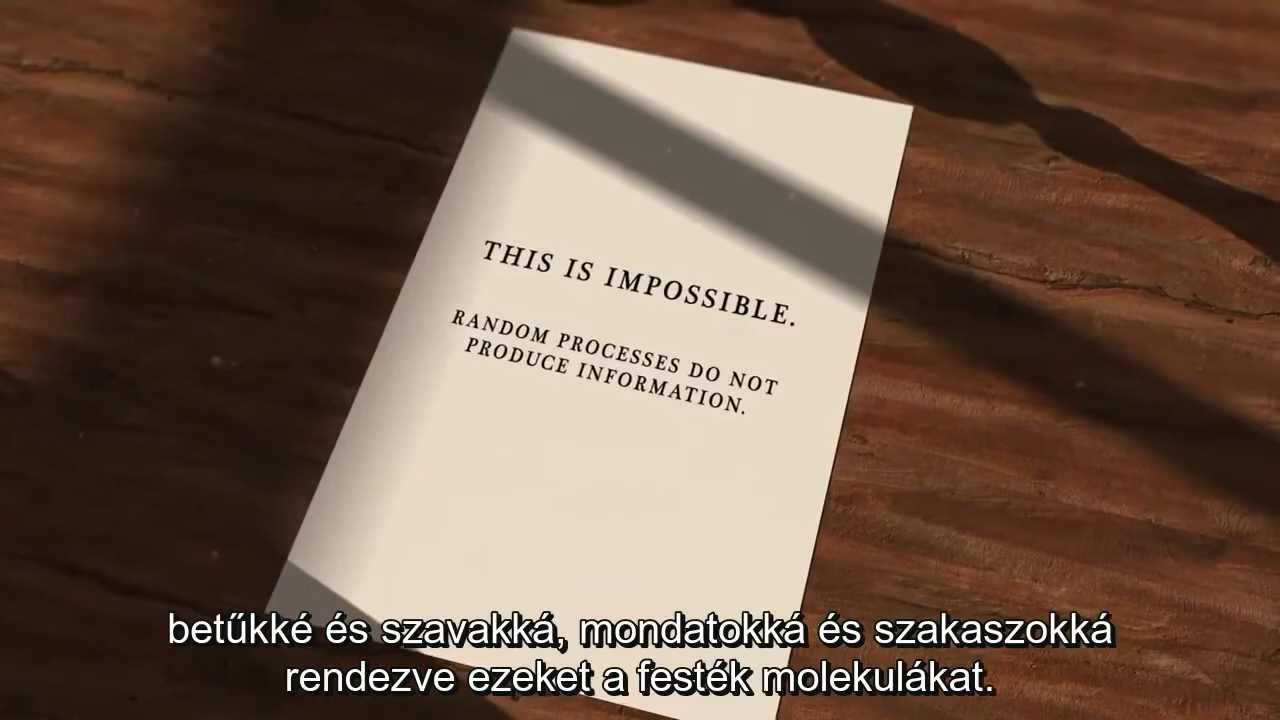 THIS IS IMPOSSIBLE.
RANDOM PROCESSES DO NOT
PRODUCE INFORMATION.
betűkké és szavakká, mondatokká és szakaszokká
rendezve ezeket a festék molekulákat.